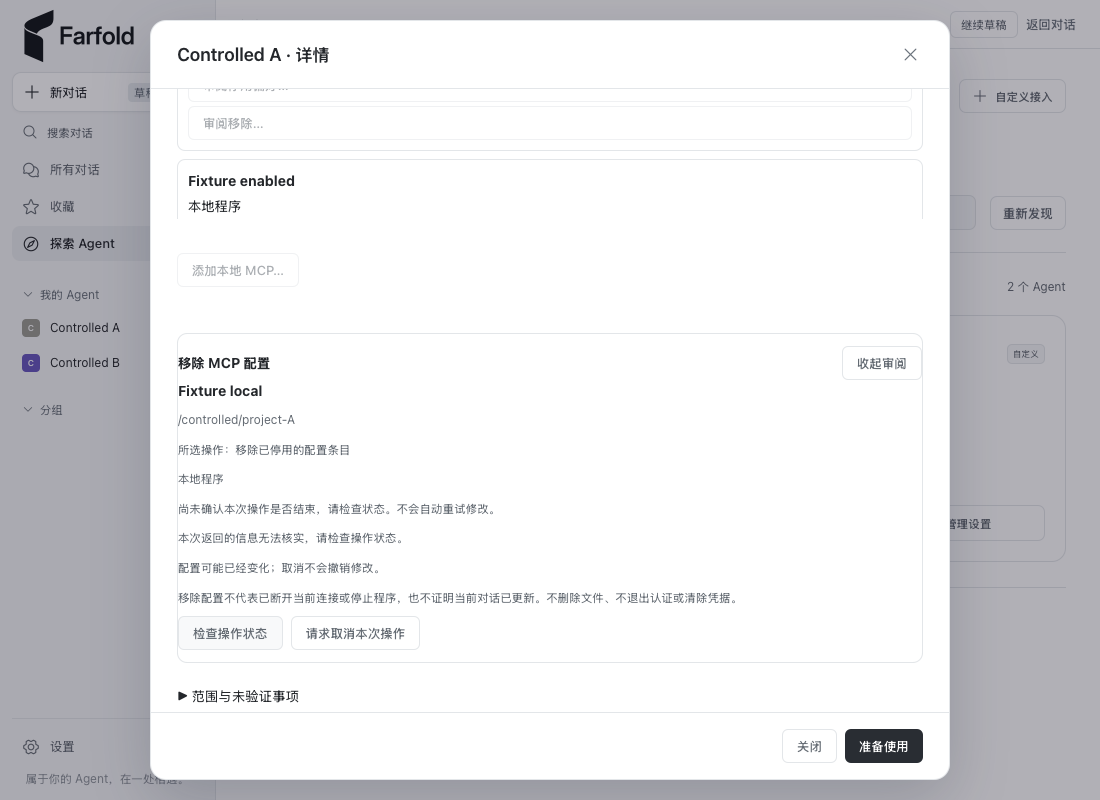 Farfold
继续草稿
返回对话
新对话
搜索对话
所有对话
收藏
探索 Agent
我的 Agent
C Controlled A
C Controlled B
分组
设置
属于你的 Agent，在一处相遇。
自定义接入
重新发现
2 个 Agent
自定义
管理设置
Controlled A · 详情
审阅移除...
Fixture enabled
本地程序
添加本地 MCP...
移除 MCP 配置
收起审阅
Fixture local
/controlled/project-A
所选操作：移除已停用的配置条目
本地程序
尚未确认本次操作是否结束，请检查状态。不会自动重试修改。
本次返回的信息无法核实，请检查操作状态。
配置可能已经变化；取消不会撤销修改。
移除配置不代表已断开当前连接或停止程序，也不证明当前对话已更新。不删除文件、不退出认证或清除凭据。
检查操作状态
请求取消本次操作
范围与未验证事项
关闭
准备使用